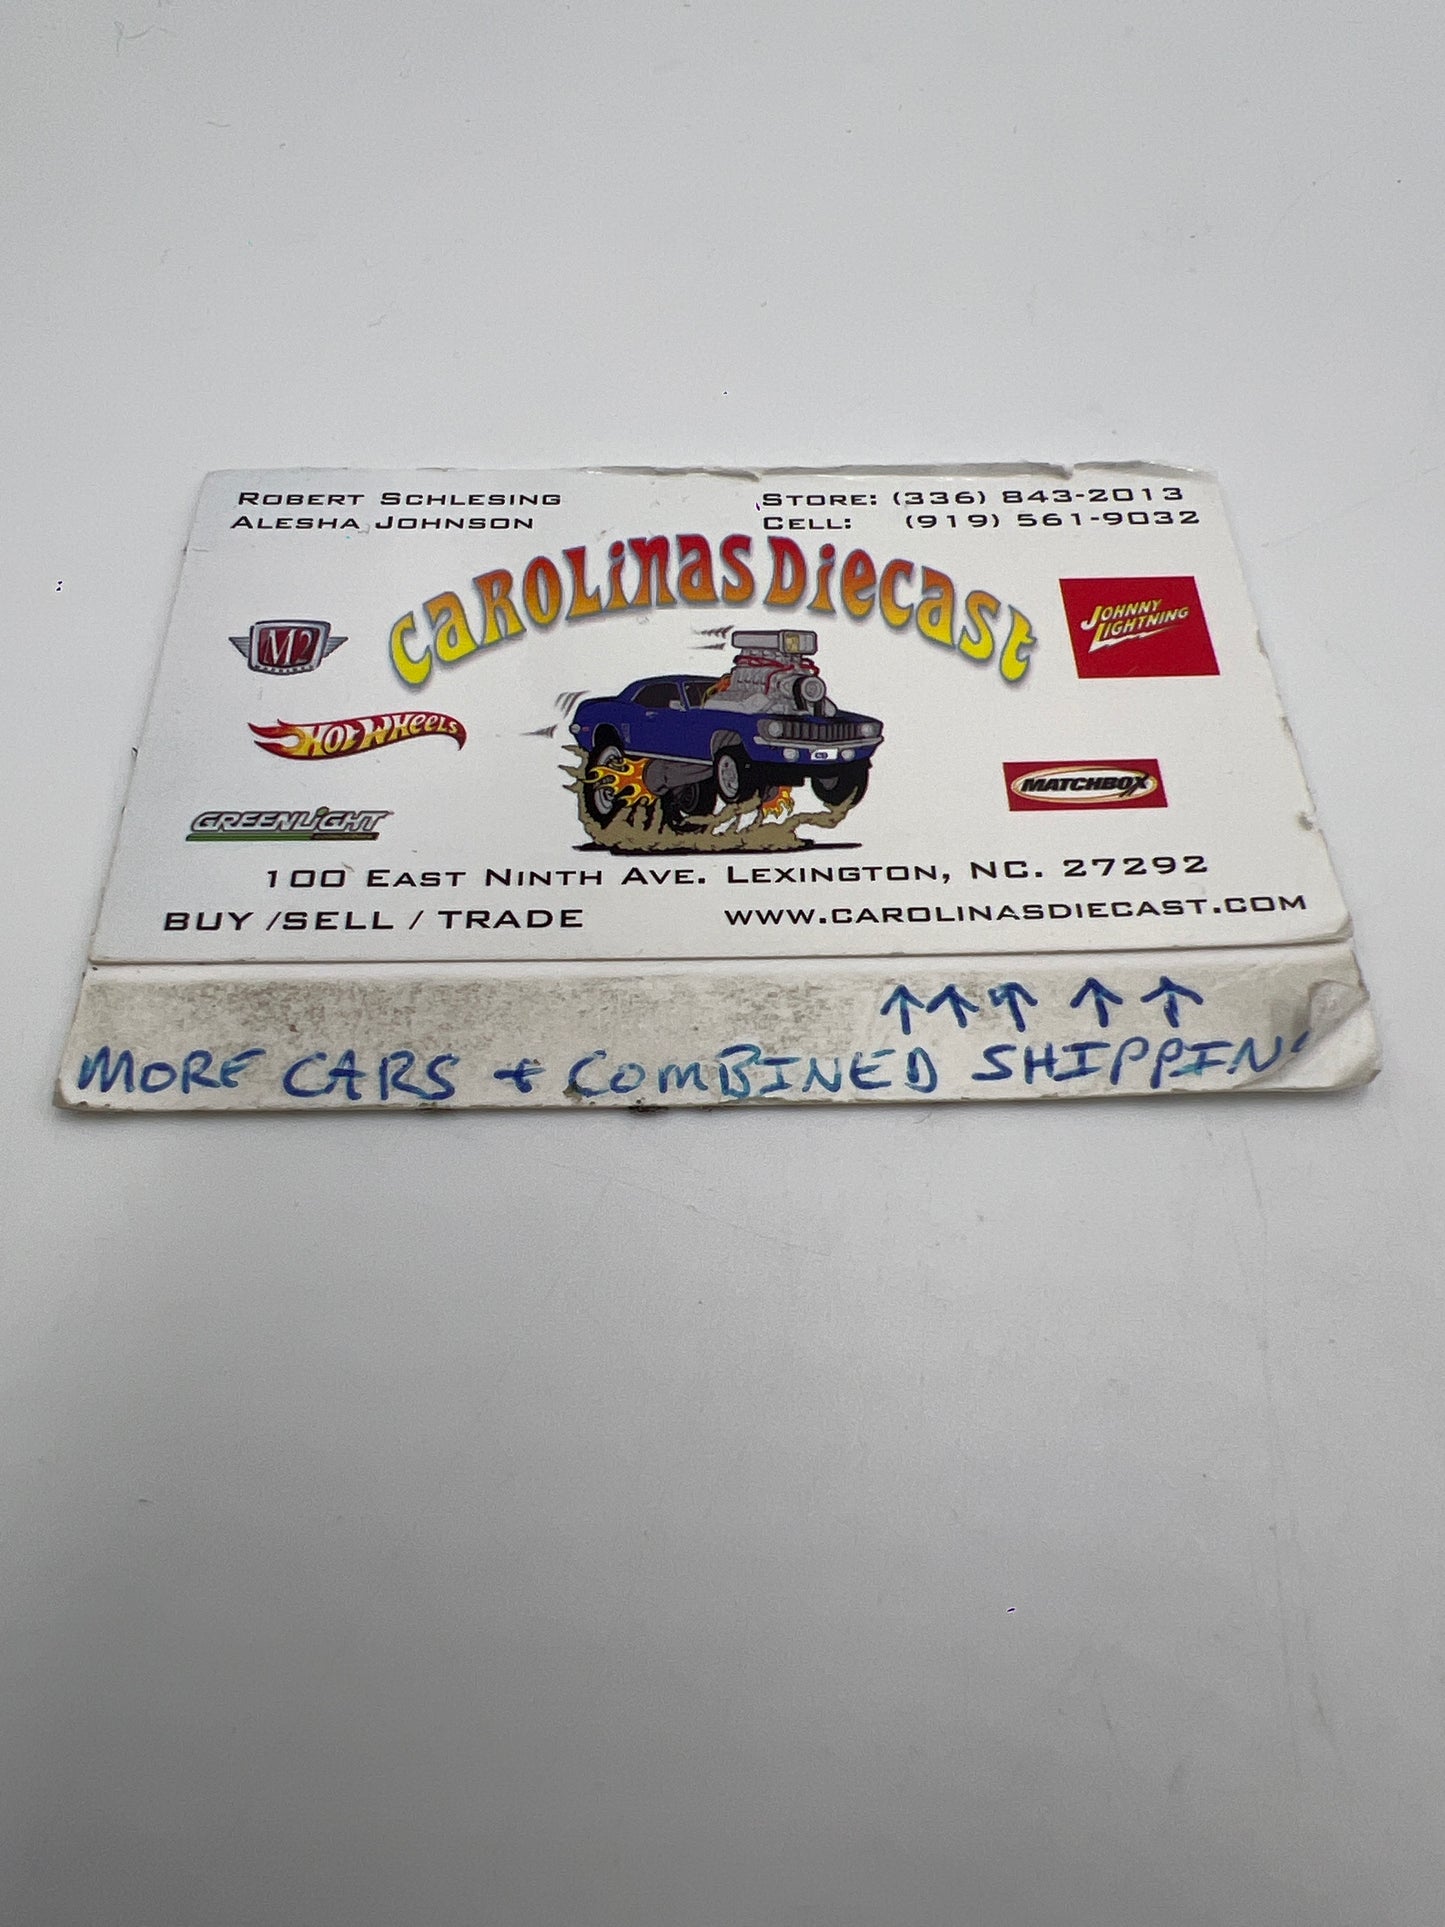 ROBERT SCHLESING
ALESHA JOHNSON
STORE: (336) 843-2013
CELL: (919) 561-9032
CAROLINAS DIECAST
M2
JOHNNY
LIGHTNING
HOT WHEELS
MATCHBOX
GREENLIGHT
100 EAST NINTH AVE. LEXINGTON, NC. 27292
BUY /SELL / TRADE
WWW.CAROLINASDIECAST.COM
MORE CARS + COMBINED SHIPPIN